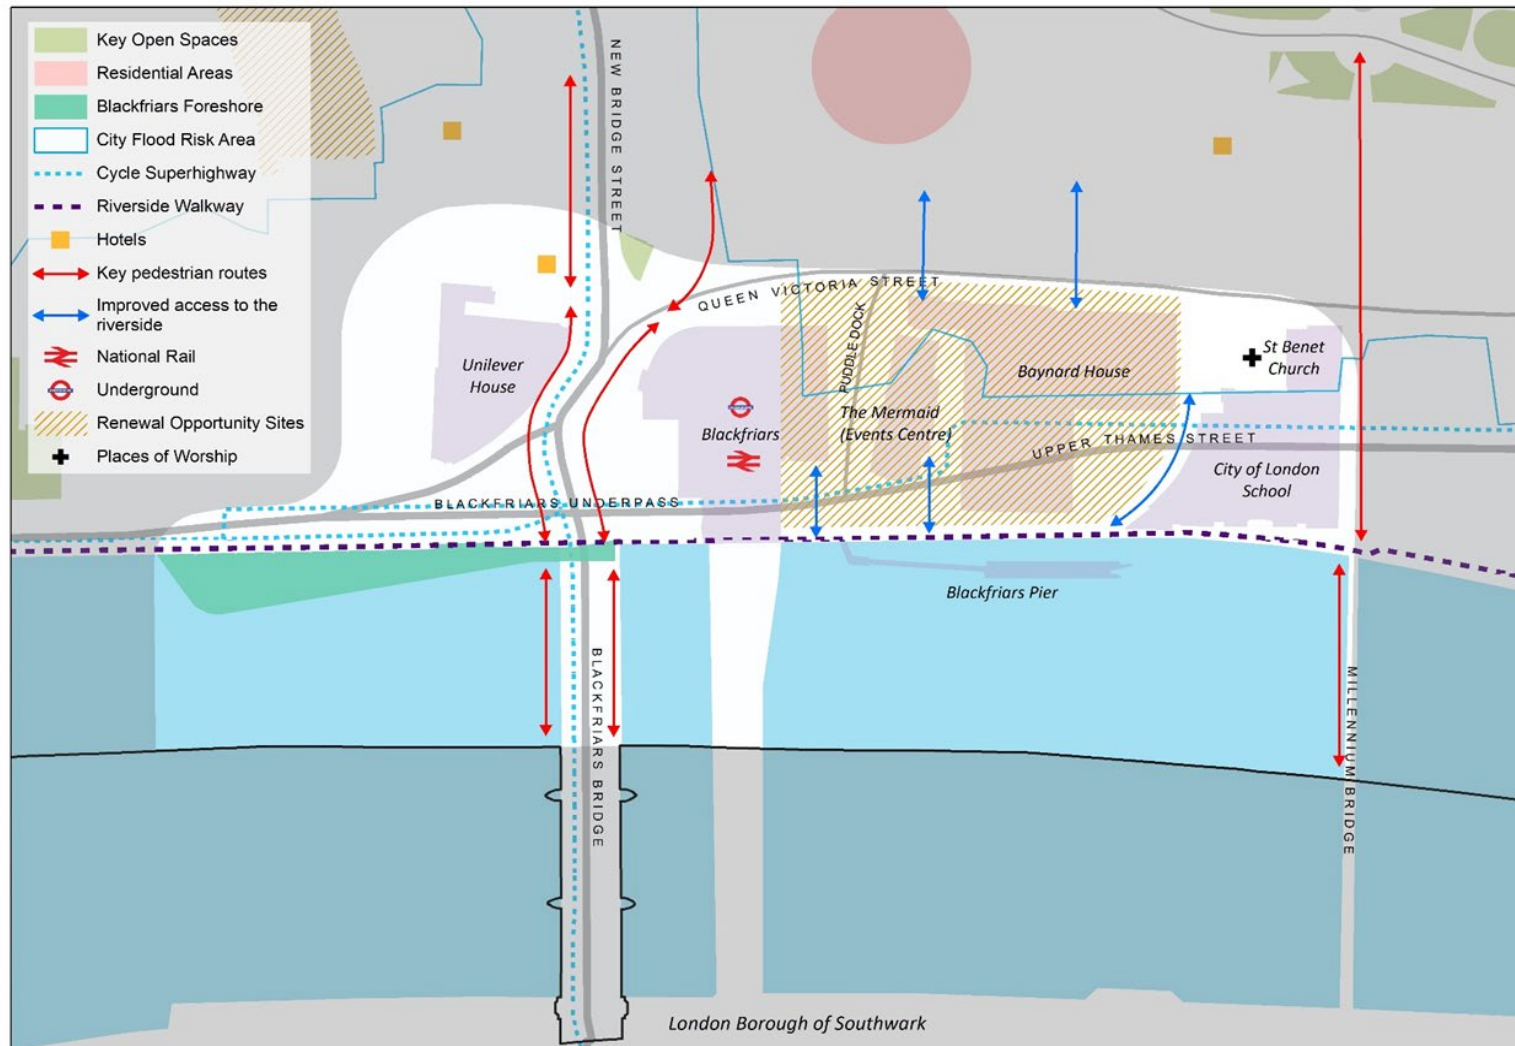 Key Open Spaces
Residential Areas
Blackfriars Foreshore
City Flood Risk Area
Cycle Superhighway
Riverside Walkway
Hotels
Key pedestrian routes
Improved access to the
riverside
National Rail
Underground
Renewal Opportunity Sites
Places of Worship
NEW BRIDGE STREET
QUEEN VICTORIA STREET
PUDDLE DOCK
Unilever
House
St Benet
Church
Baynard House
The Mermaid
(Events Centre)
Blackfriars
UPPER THAMES STREET
City of London
School
BLACKFRIARS UNDERPASS
Blackfriars Pier
BLACKFRIARS BRIDGE
MILLENNIUM BRIDGE
London Borough of Southwark